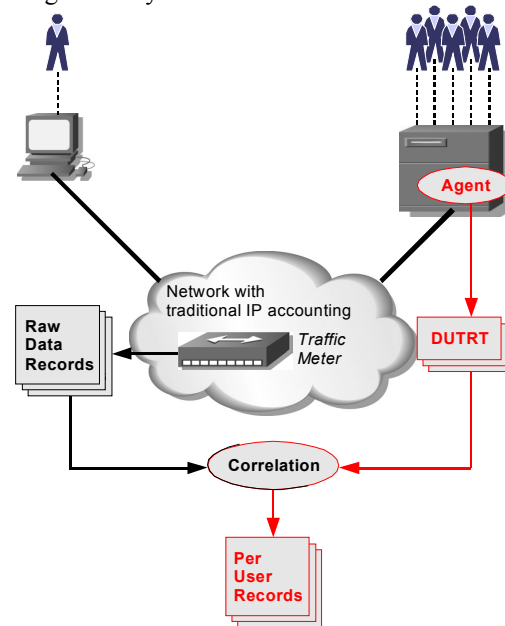 Agent
Network with
traditional IP accounting
Traffic
Meter
Raw
Data
Records
DUTRT
Correlation
Per
User
Records